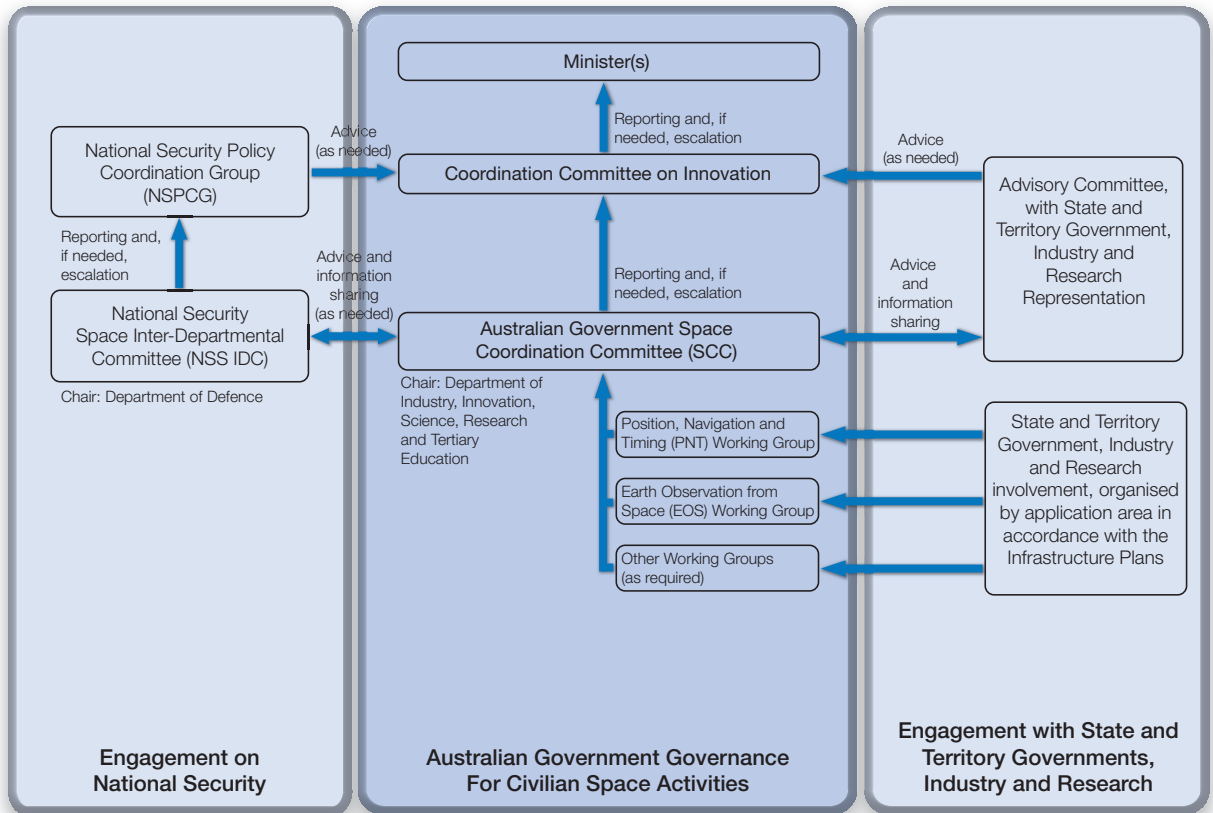 Minister(s)
Reporting and, if
needed, escalation
Coordination Committee on Innovation
Reporting and, if
needed, escalation
Australian Government Space
Coordination Committee (SCC)
Chair: Department of
Industry, Innovation,
Science, Research
and Tertiary
Education
Position, Navigation and
Timing (PNT) Working Group
Earth Observation from
Space (EOS) Working Group
Other Working Groups
(as required)
Australian Government Governance
For Civilian Space Activities
National Security Policy
Coordination Group
(NSPCG)
Advice
(as needed)
Reporting and,
if needed,
escalation
Advice and
information
sharing
(as needed)
National Security
Space Inter-Departmental
Committee (NSS IDC)
Chair: Department of Defence
Engagement on
National Security
Advice
(as needed)
Advisory Committee,
with State and
Territory Government,
Industry and
Research
Representation
Advice
and
information
sharing
State and Territory
Government, Industry
and Research
involvement, organised
by application area in
accordance with the
Infrastructure Plans
Engagement with State and
Territory Governments,
Industry and Research